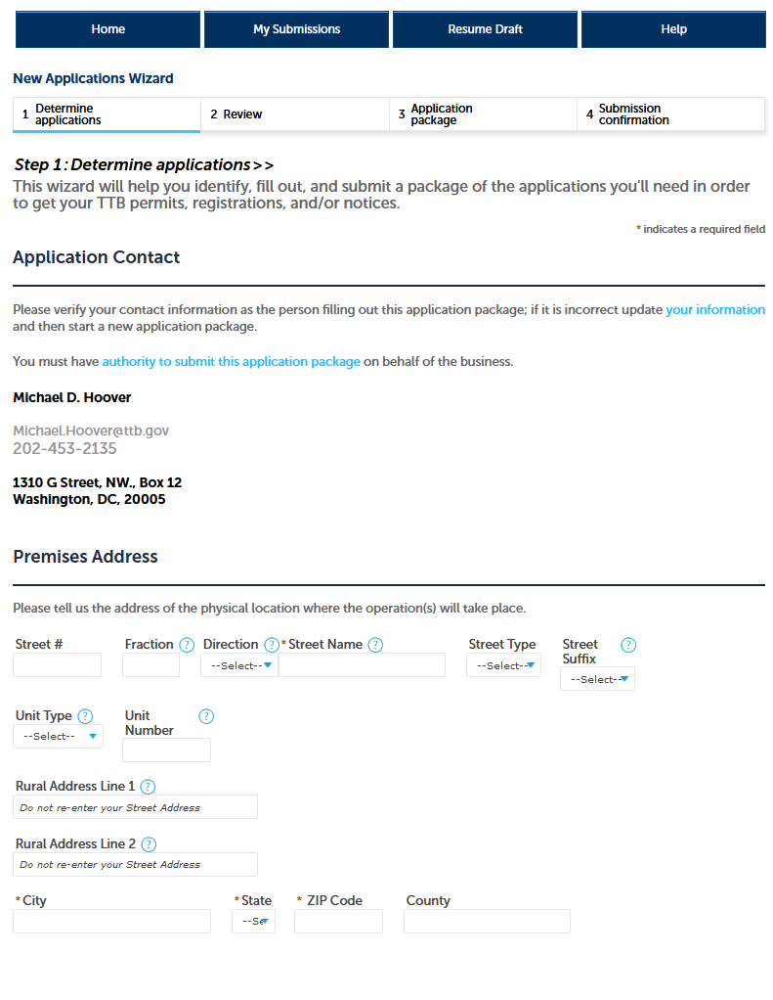 Home My Submissions Resume Draft Help
New Applications Wizard
1 Determine applications 2 Review 3 Application package 4 Submission confirmation
Step 1: Determine applications>>
This wizard will help you identify, fill out, and submit a package of the applications you'll need in order
to get your TTB permits, registrations, and/or notices.
* indicates a required field
Application Contact
Please verify your contact information as the person filling out this application package; if it is incorrect update your information
and then start a new application package.
You must have authority to submit this application package on behalf of the business.
Michael D. Hoover
Michael.Hoover@ttb.gov
202-453-2135
1310 G Street, NW., Box 12
Washington, DC, 20005
Premises Address
Please tell us the address of the physical location where the operation(s) will take place.
Street # Fraction ? Direction ? * Street Name ? Street Type Street Suffix ?
--Select-- --Select-- --Select--
Unit Type ? Unit Number ?
--Select--
Rural Address Line 1 ?
Do not re-enter your Street Address
Rural Address Line 2 ?
Do not re-enter your Street Address
* City * State * ZIP Code County
--Se